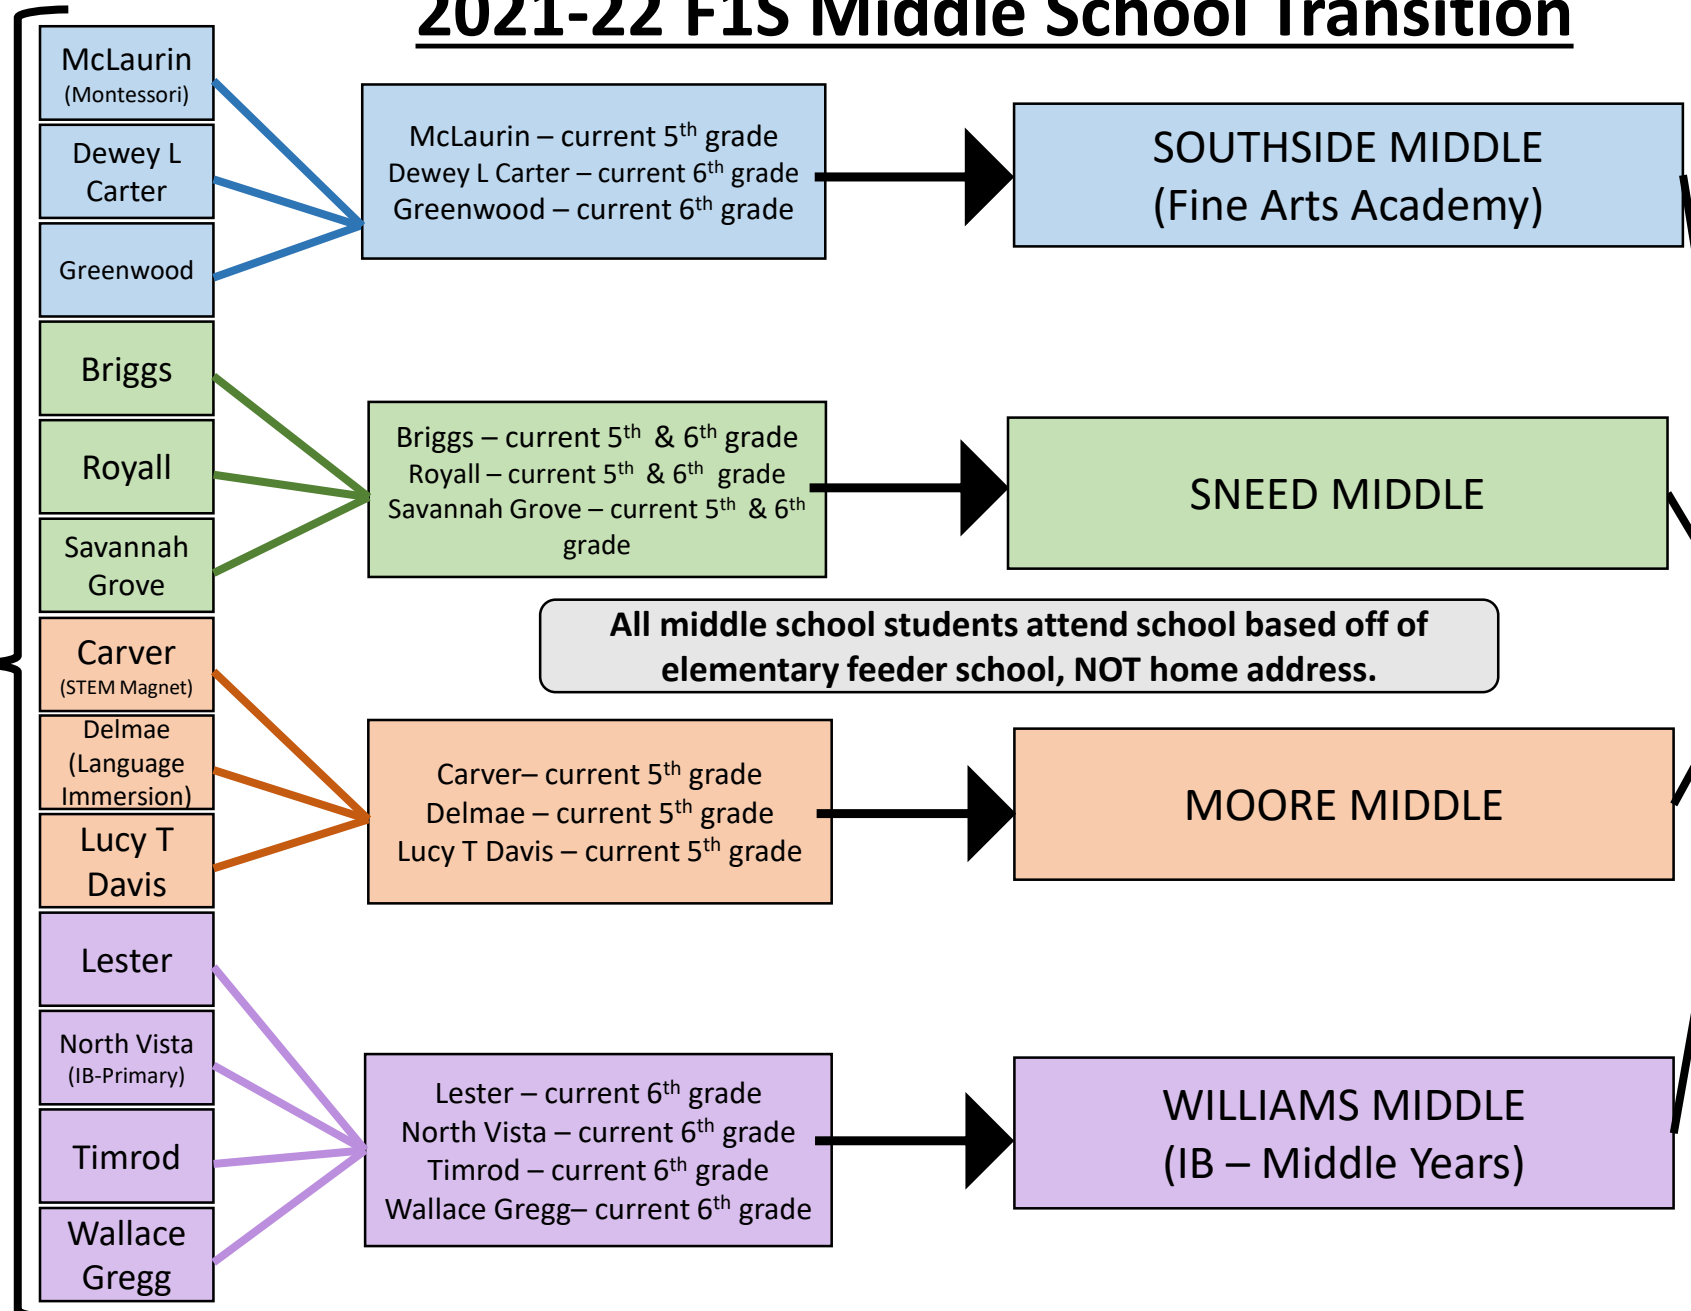 2021-22 F1S Middle School Transition
McLaurin
(Montessori)
Dewey L
Carter
Greenwood
Briggs
Royall
Savannah
Grove
Carver
(STEM Magnet)
Delmae
(Language
Immersion)
Lucy T
Davis
Lester
North Vista
(IB-Primary)
Timrod
Wallace
Gregg
McLaurin – current 5th grade
Dewey L Carter – current 6th grade
Greenwood – current 6th grade
SOUTHSIDE MIDDLE
(Fine Arts Academy)
Briggs – current 5th & 6th grade
Royall – current 5th & 6th grade
Savannah Grove – current 5th & 6th
grade
SNEED MIDDLE
All middle school students attend school based off of
elementary feeder school, NOT home address.
Carver– current 5th grade
Delmae – current 5th grade
Lucy T Davis – current 5th grade
MOORE MIDDLE
Lester – current 6th grade
North Vista – current 6th grade
Timrod – current 6th grade
Wallace Gregg– current 6th grade
WILLIAMS MIDDLE
(IB – Middle Years)